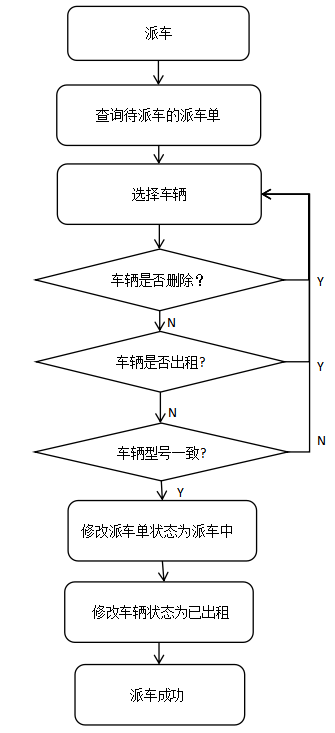 派车
查询待派车的派车单
选择车辆
车辆是否删除？
Y
N
车辆是否出租?
Y
N
车辆型号一致?
N
Y
修改派车单状态为派车中
修改车辆状态为已出租
派车成功